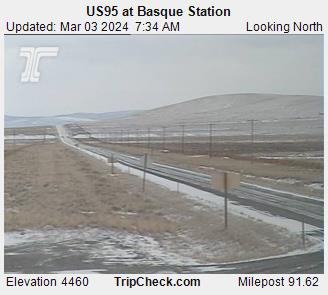 US95 at Basque Station
Updated: Mar 03 2024 7:34 AM Looking North
Elevation 4460 TripCheck.com Milepost 91.62